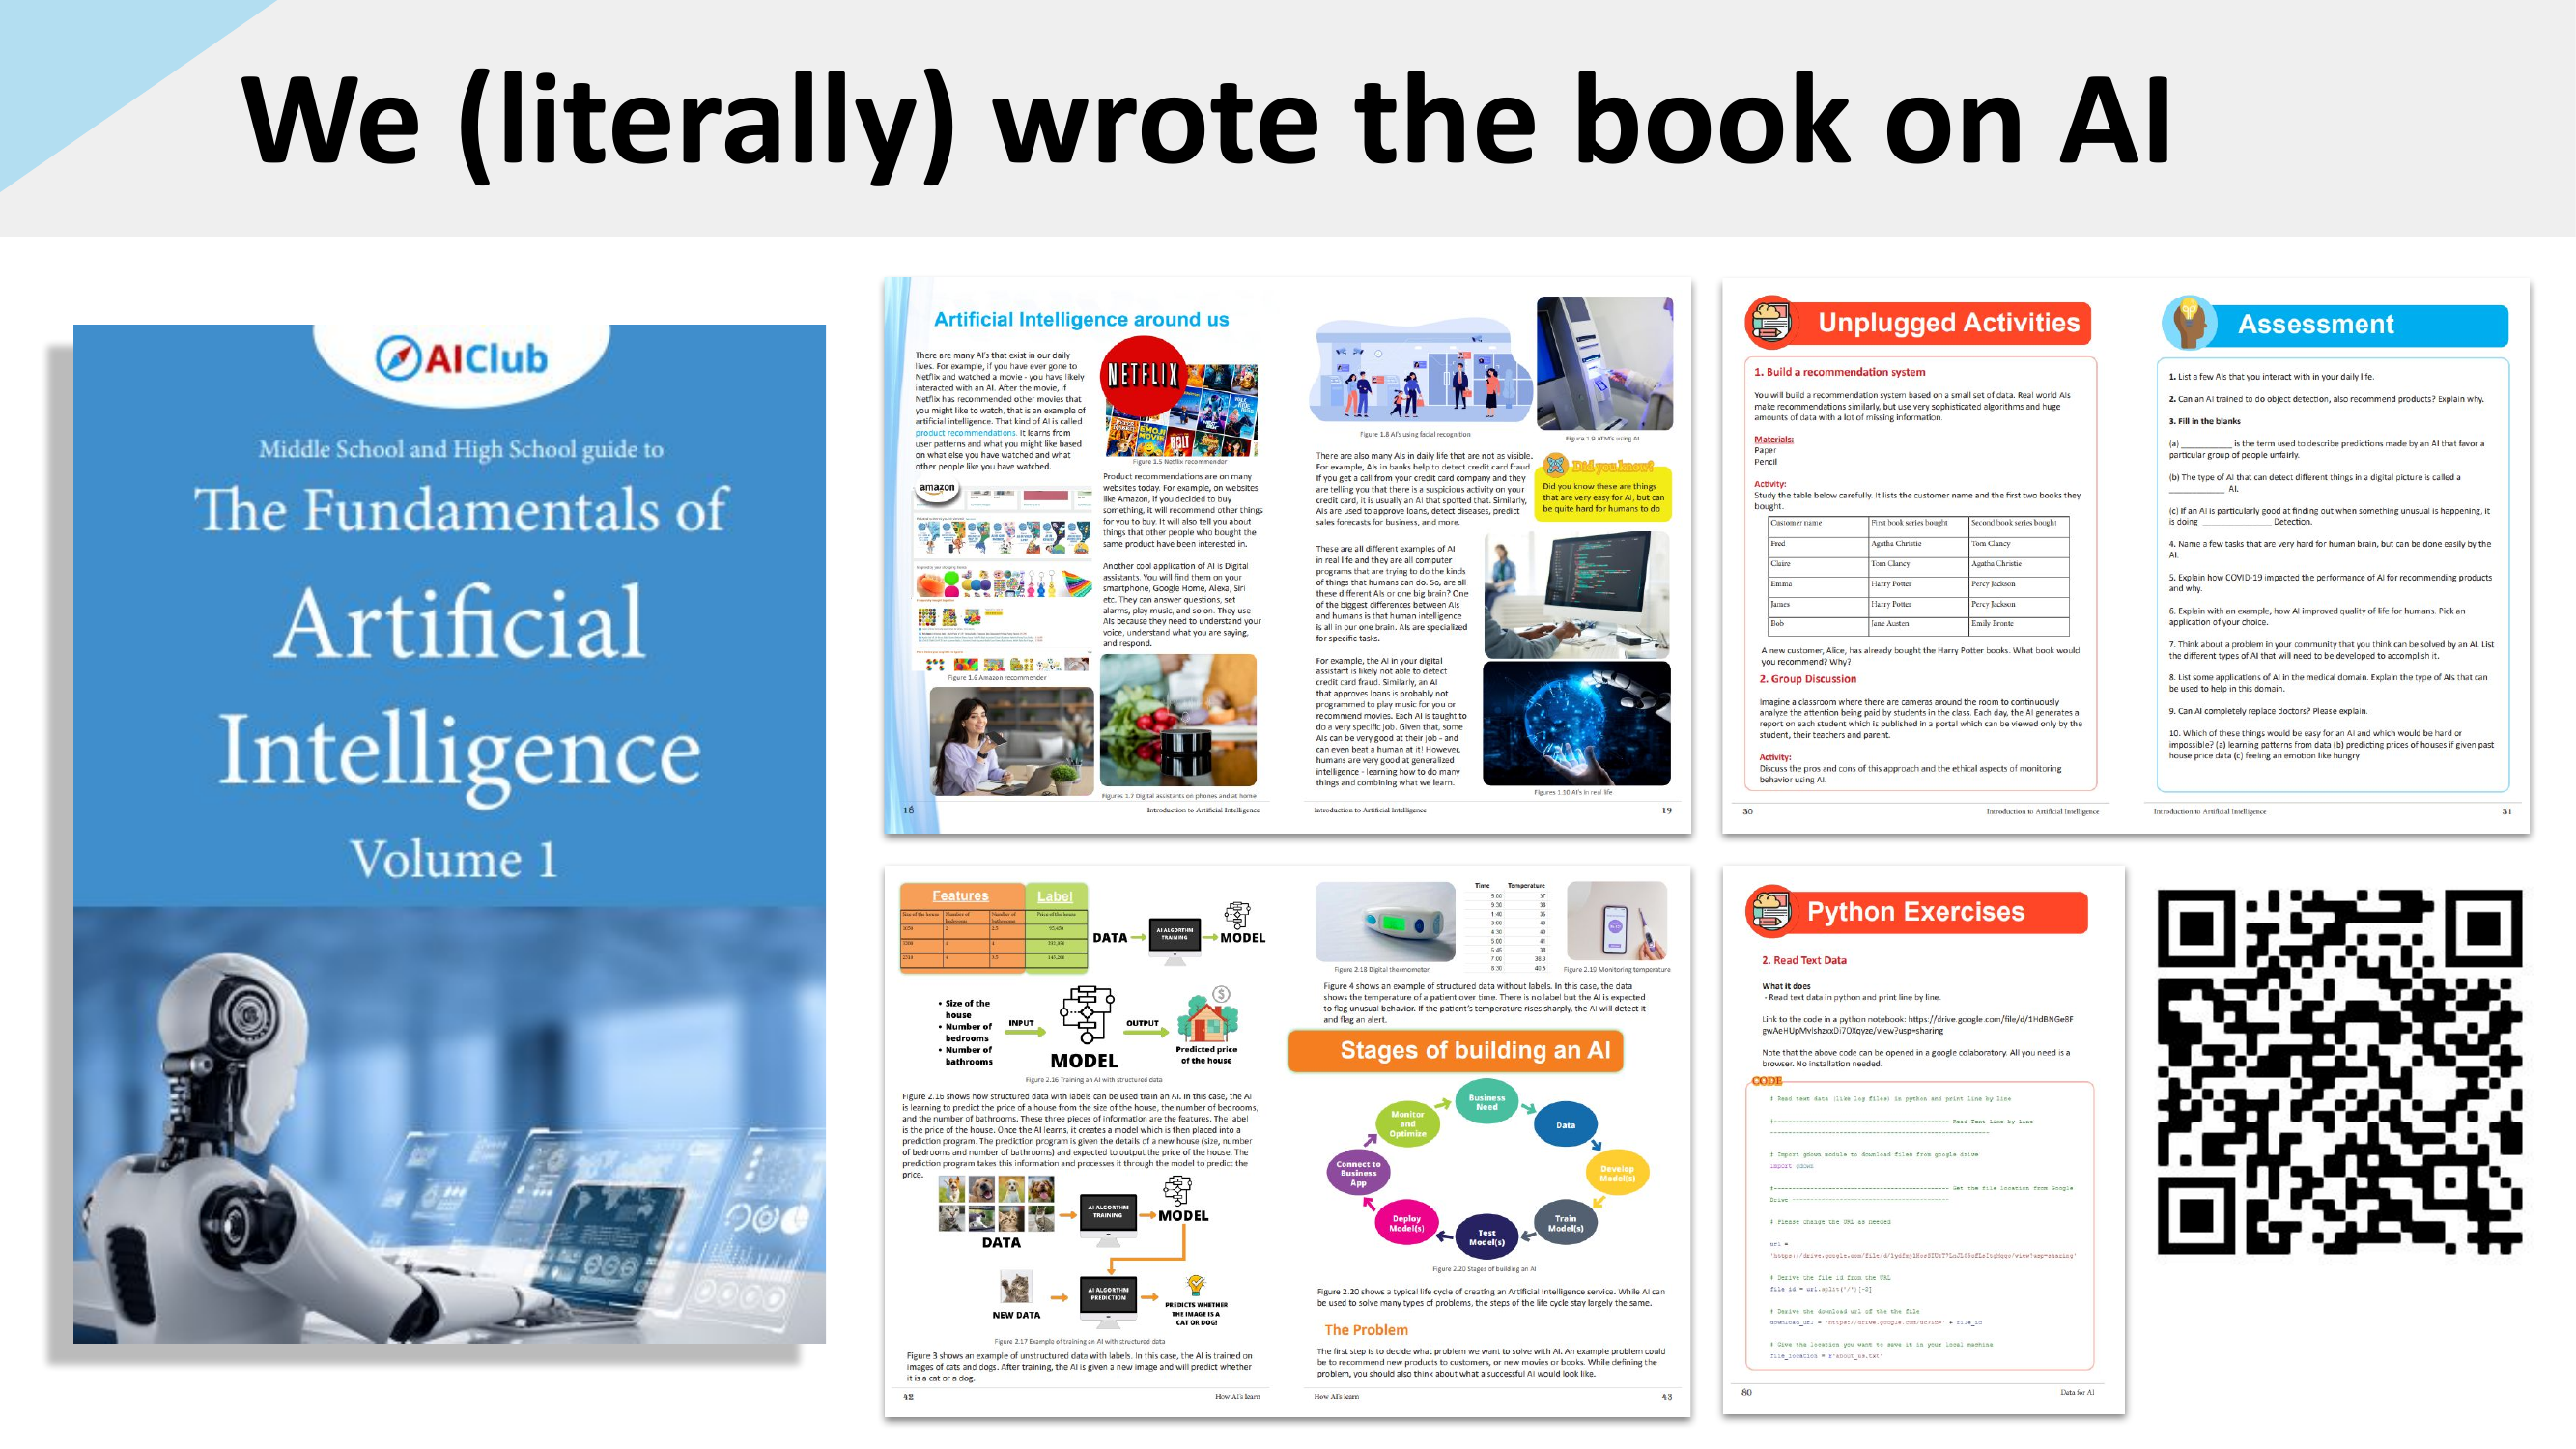 We (literally) wrote the book on AI
AIClub
Middle School and High School guide to
The Fundamentals of
Artificial
Intelligence
Volume 1
Artificial Intelligence around us
There are many AI's that exist in our daily
lives. For example, if you have ever gone to
Netflix and watched a movie - you have likely
interacted with an AI. After the movie, if
Netflix has recommended other movies that
you might like to watch, that is an example of
artificial intelligence. That kind of AI is called
product recommendations. It learns from
user patterns and what you might like based
on what else you have watched and what
other people like you have watched.
NETFLIX
Figure 1.5 Netflix recommender
amazon
Figure 1.6 Amazon recommender
Product recommendations are on many
websites today. For example, on websites
like Amazon, if you decided to buy
something, it will recommend other things
for you to buy. It will also tell you about
things that other people who bought the
same product have been interested in.
Another cool application of AI is Digital
assistants. You will find them on your
smartphone, Google Home, Alexa, Siri
etc. They can answer questions, set
alarms, play music, and so on. They use
AIs because they need to understand your
voice, understand what you are saying,
and respond.
Figures 1.7 Digital assistants on phones and at home
18
Introduction to Artificial Intelligence
Figure 1.8 AI's using facial recognition
Figure 1.9 ATM's using AI
There are also many AIs in daily life that are not as visible.
For example, AIs in banks help to detect credit card fraud.
If you get a call from your credit card company and they
are telling you that there is a suspicious activity on your
credit card, it is usually an AI that spotted that. Similarly,
AIs are used to approve loans, detect diseases, predict
sales forecasts for business, and more.
Did you know?
Did you know these are things
that are very easy for AI, but can
be quite hard for humans to do
These are all different examples of AI
in real life and they are all computer
programs that are trying to do the kinds
of things that humans can do. So, are all
these different AIs or one big brain? One
of the biggest differences between AIs
and humans is that human intelligence
is all in our one brain. AIs are specialized
for specific tasks.
For example, the AI in your digital
assistant is likely not able to detect
credit card fraud. Similarly, an AI
that approves loans is probably not
programmed to play music for you or
recommend movies. Each AI is taught to
do a very specific job. Given that, some
AIs can be very good at their job - and
can even beat a human at it! However,
humans are very good at generalized
intelligence - learning how to do many
things and combining what we learn.
Figures 1.10 AI's in real life
Introduction to Artificial Intelligence
19
Unplugged Activities
1. Build a recommendation system
You will build a recommendation system based on a small set of data. Real world AIs
make recommendations similarly, but use very sophisticated algorithms and huge
amounts of data with a lot of missing information.
Materials:
Paper
Pencil
Activity:
Study the table below carefully. It lists the customer name and the first two books they
bought.
Customer name First book series bought Second book series bought
Fred Agatha Christie Tom Clancy
Claire Tom Clancy Agatha Christie
Emma Harry Potter Percy Jackson
James Harry Potter Percy Jackson
Bob Jane Austen Emily Bronte
A new customer, Alice, has already bought the Harry Potter books. What book would
you recommend? Why?
2. Group Discussion
Imagine a classroom where there are cameras around the room to continuously
analyze the attention being paid by students in the class. Each day, the AI generates a
report on each student which is published in a portal which can be viewed only by the
student, their teachers and parent.
Activity:
Discuss the pros and cons of this approach and the ethical aspects of monitoring
behavior using AI.
30
Introduction to Artificial Intelligence
Assessment
1. List a few AIs that you interact with in your daily life.
2. Can an AI trained to do object detection, also recommend products? Explain why.
3. Fill in the blanks
(a) ____________ is the term used to describe predictions made by an AI that favor a
particular group of people unfairly.
(b) The type of AI that can detect different things in a digital picture is called a
_____________ AI.
(c) If an AI is particularly good at finding out when something unusual is happening, it
is doing ________________ Detection.
4. Name a few tasks that are very hard for human brain, but can be done easily by the
AI.
5. Explain how COVID-19 impacted the performance of AI for recommending products
and why.
6. Explain with an example, how AI improved quality of life for humans. Pick an
application of your choice.
7. Think about a problem in your community that you think can be solved by an AI. List
the different types of AI that will need to be developed to accomplish it.
8. List some applications of AI in the medical domain. Explain the type of AIs that can
be used to help in this domain.
9. Can AI completely replace doctors? Please explain.
10. Which of these things would be easy for an AI and which would be hard or
impossible? (a) learning patterns from data (b) predicting prices of houses if given past
house price data (c) feeling an emotion like hungry
Introduction to Artificial Intelligence
31
Features Label
Size of the house Number of bedrooms Number of bathrooms Price of the house
DATA
AI ALGORITHM
TRAINING
MODEL
• Size of the
house
• Number of
bedrooms
• Number of
bathrooms
INPUT
MODEL
OUTPUT
Predicted price
of the house
Figure 2.16 Training an AI with structured data
Figure 2.16 shows how structured data with labels can be used train an AI. In this case, the AI
is learning to predict the price of a house from the size of the house, the number of bedrooms,
and the number of bathrooms. These three pieces of information are the features. The label
is the price of the house. Once the AI learns, it creates a model which is then placed into a
prediction program. The prediction program is given the details of a new house (size, number
of bedrooms and number of bathrooms) and expected to output the price of the house. The
prediction program takes this information and processes it through the model to predict the
price.
DATA
AI ALGORITHM
TRAINING
MODEL
NEW DATA
AI ALGORITHM
PREDICTION
PREDICTS WHETHER
THE IMAGE IS A
CAT OR DOG!
Figure 2.17 Example of training an AI with structured data
Figure 3 shows an example of unstructured data with labels. In this case, the AI is trained on
images of cats and dogs. After training, the AI is given a new image and will predict whether
it is a cat or a dog.
42
How AI's learn
Figure 2.18 Digital thermometer
Time Temperature
Figure 2.19 Monitoring temperature
Figure 4 shows an example of structured data without labels. In this case, the data
shows the temperature of a patient over time. There is no label but the AI is expected
to flag unusual behavior. If the patient's temperature rises sharply, the AI will detect it
and flag an alert.
Stages of building an AI
Business
Need
Data
Develop
Model(s)
Train
Model(s)
Test
Model(s)
Deploy
Model(s)
Connect to
Business
App
Monitor
and
Optimize
Figure 2.20 Stages of building an AI
Figure 2.20 shows a typical life cycle of creating an Artificial Intelligence service. While AI can
be used to solve many types of problems, the steps of the life cycle stay largely the same.
The Problem
The first step is to decide what problem we want to solve with AI. An example problem could
be to recommend new products to customers, or new movies or books. While defining the
problem, you should also think about what a successful AI would look like.
How AI's learn
43
Python Exercises
2. Read Text Data
What it does
- Read text data in python and print line by line.
Link to the code in a python notebook:
Note that the above code can be opened in a google colaboratory. All you need is a
browser. No installation needed.
CODE
# Read text data (like log files) in python and print line by line
Read Text Line by line
# Import gdown module to download files from google drive
import gdown
Get the file location from Google
Drive
# Please change the URL as needed
url =
# Derive the file id from the URL
file_id = url.split('/')[-2]
# Derive the download url of the the file
download_url = 'https://drive.google.com/uc?id=' + file_id
# Give the location you want to save it in your local machine
file_location = r'about_us.txt'
80
Data for AI